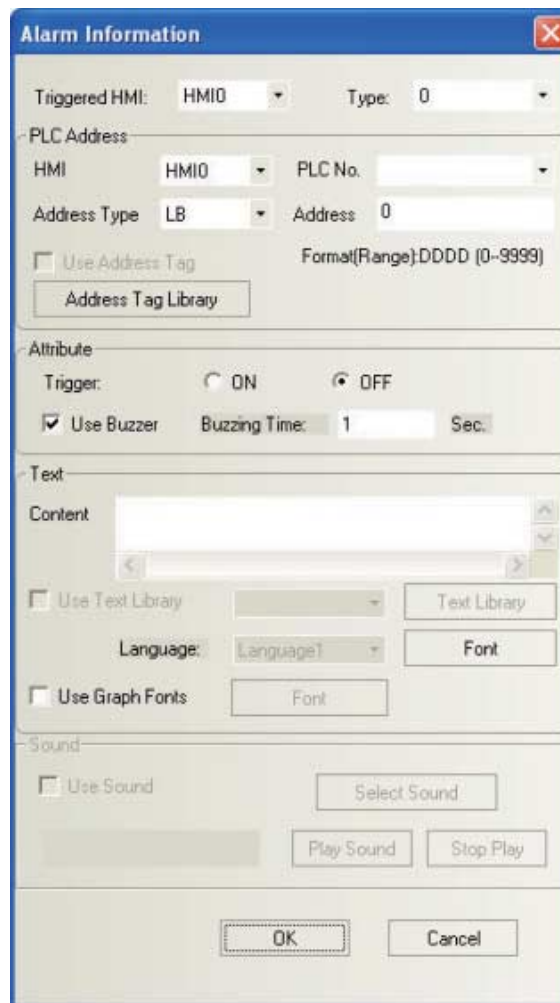 Alarm Information
Triggered HMI: HMI0 Type: 0
PLC Address
HMI HMI0 PLC No.
Address Type LB Address 0
Use Address Tag Format(Range):DDDD (0--9999)
Address Tag Library
Attribute
Trigger: ON OFF
Use Buzzer Buzzing Time: 1 Sec.
Text
Content
Use Text Library Text Library
Language: Language1 Font
Use Graph Fonts Font
Sound
Use Sound Select Sound
Play Sound Stop Play
OK Cancel